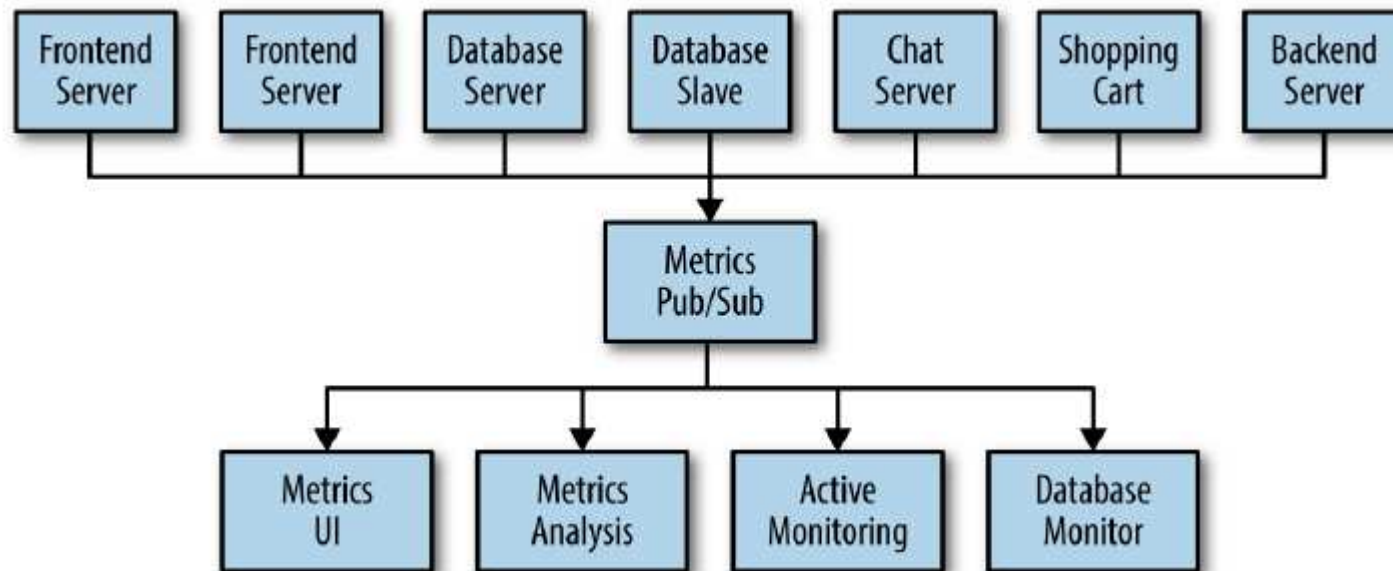 Frontend
Server
Frontend
Server
Database
Server
Database
Slave
Chat
Server
Shopping
Cart
Backend
Server
Metrics
Pub/Sub
Metrics
UI
Metrics
Analysis
Active
Monitoring
Database
Monitor